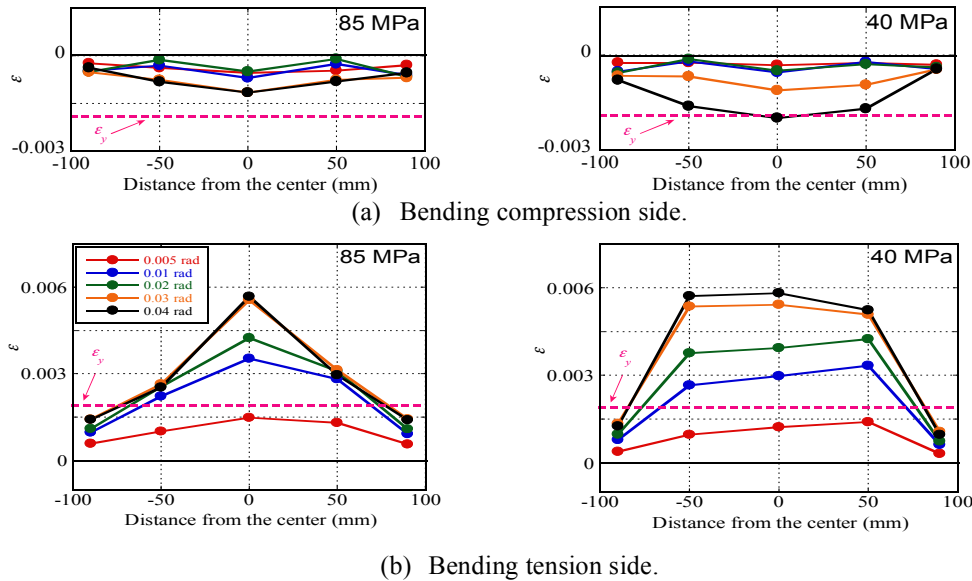 85 MPa
40 MPa
0
0
ε
ε
εy
εy
-0.003
-0.003
-100 -50 0 50 100
-100 -50 0 50 100
Distance from the center (mm)
Distance from the center (mm)
(a) Bending compression side.
85 MPa
40 MPa
0.005 rad
0.01 rad
0.02 rad
0.03 rad
0.04 rad
0.006
0.006
ε
ε
εy
εy
0.003
0.003
0
0
-100 -50 0 50 100
-100 -50 0 50 100
Distance from the center (mm)
Distance from the center (mm)
(b) Bending tension side.